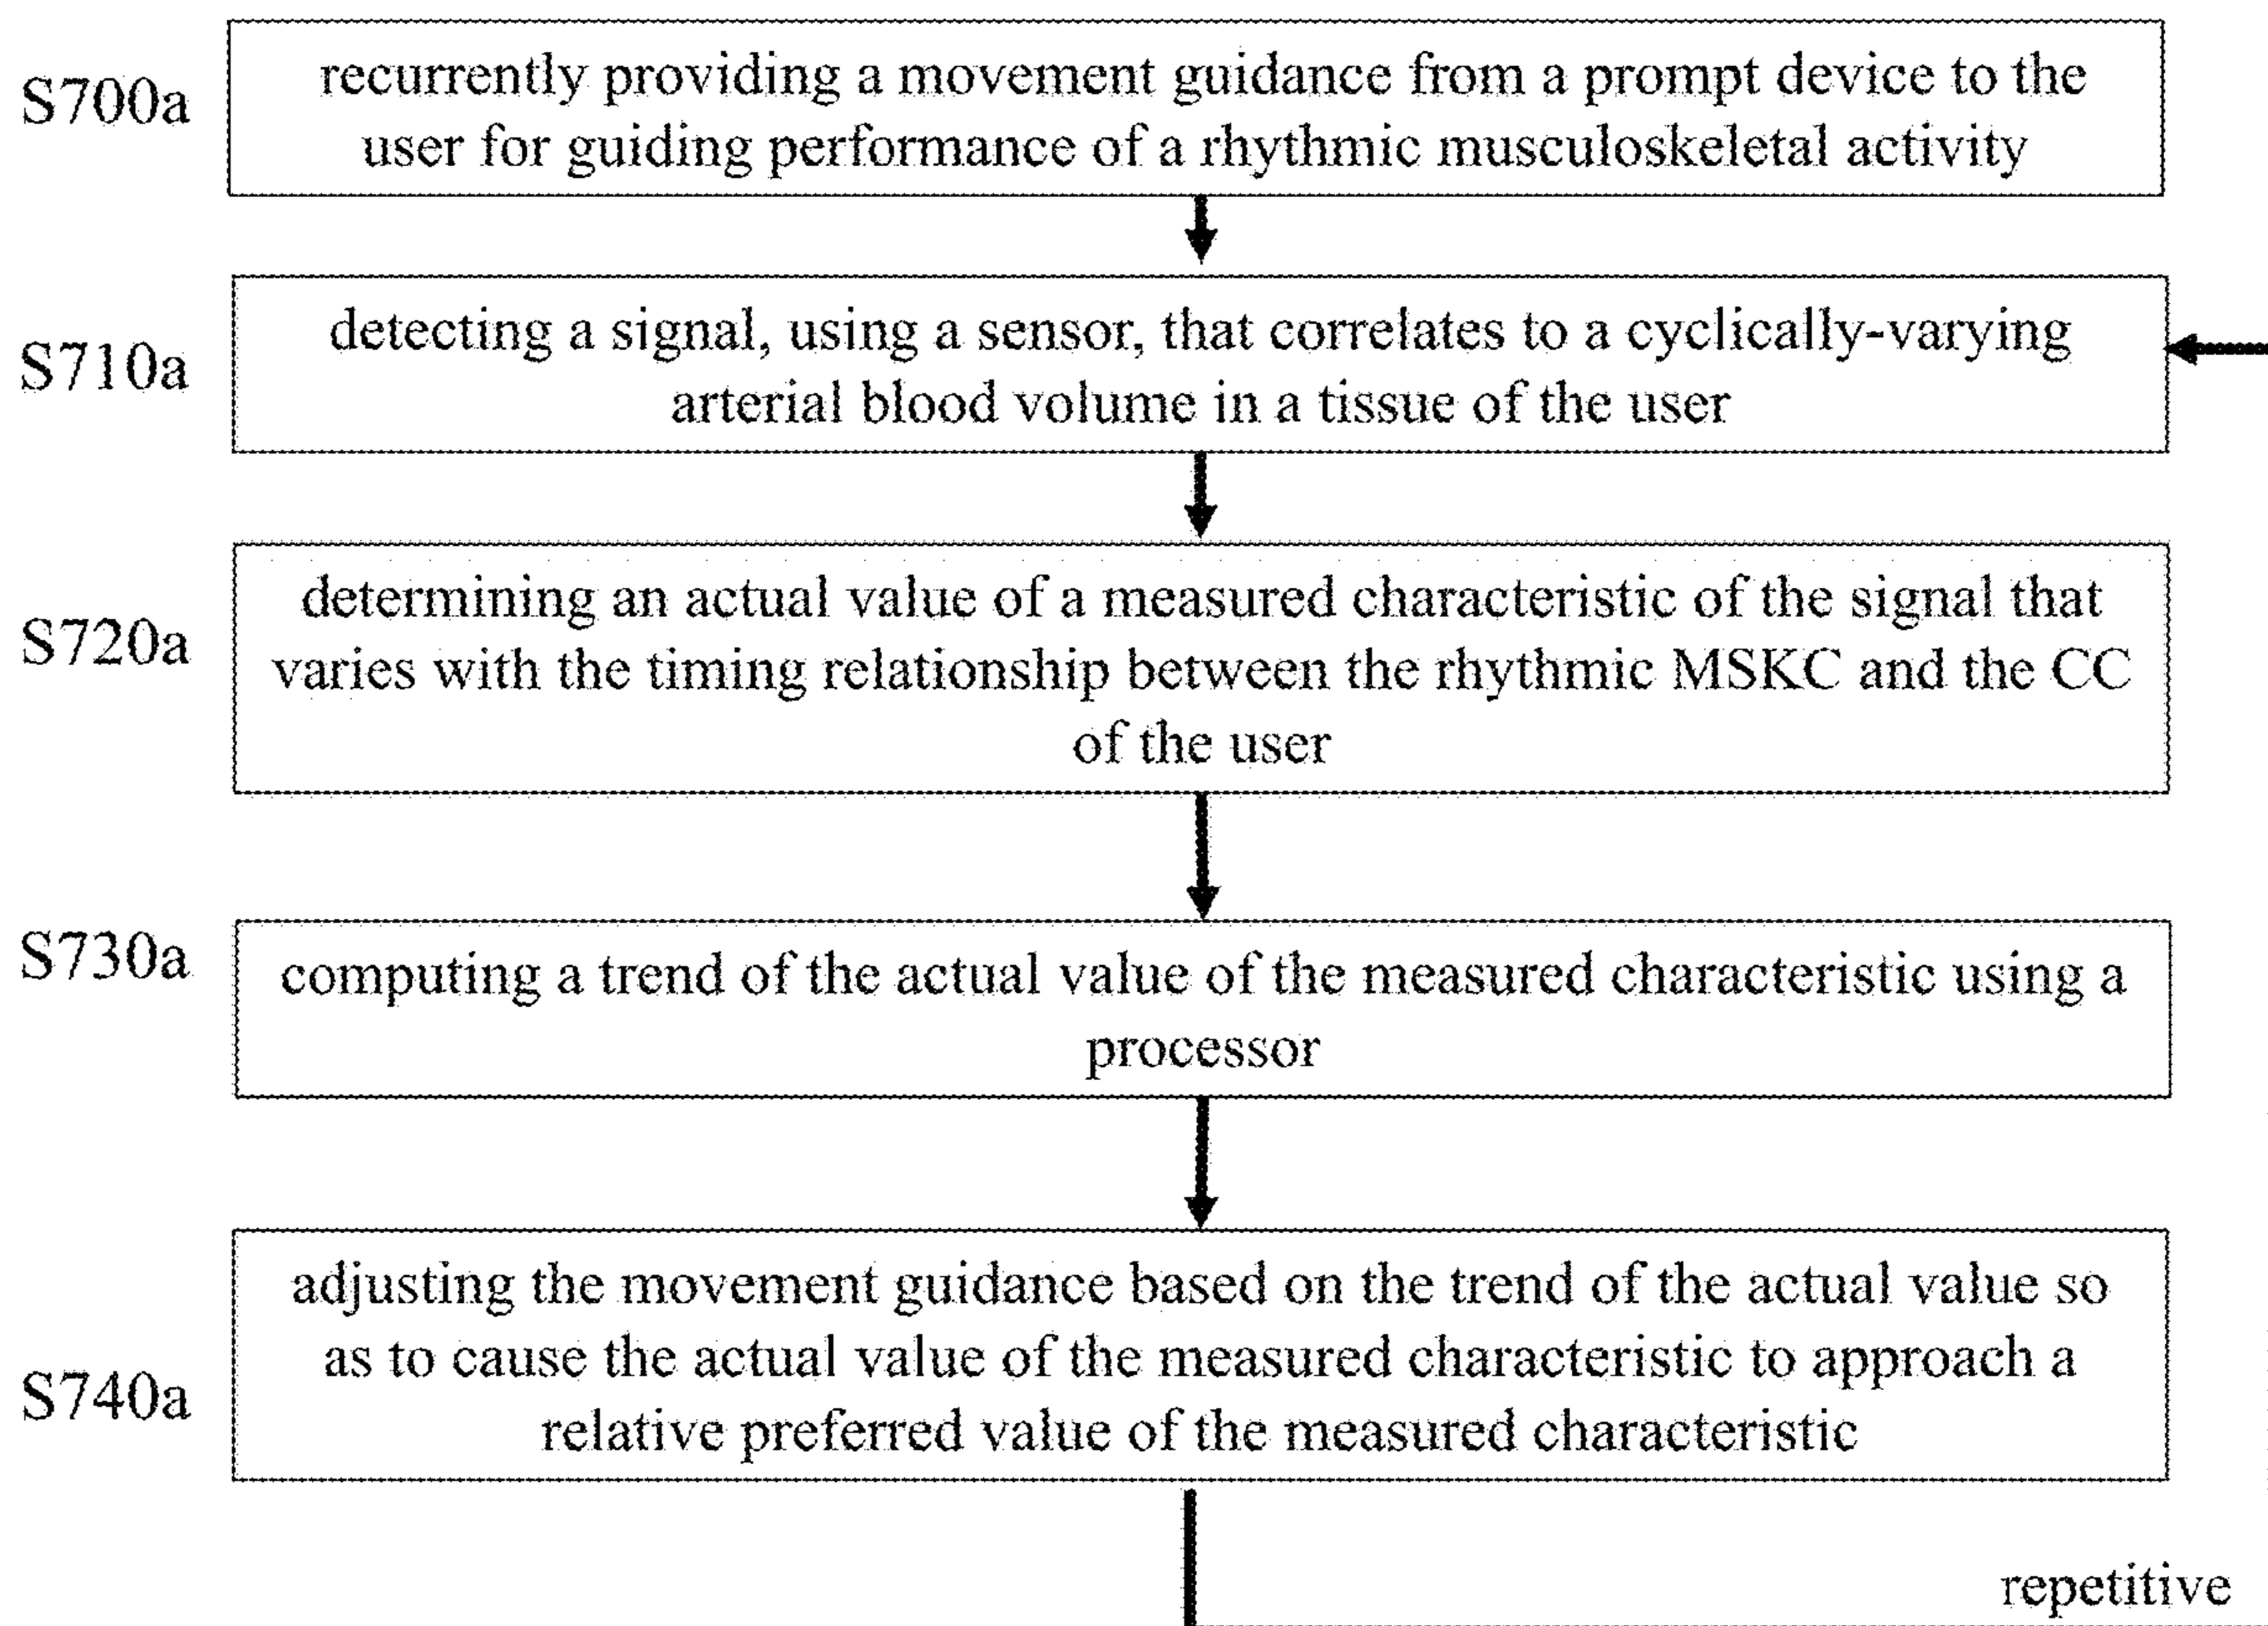 S700a
recurrently providing a movement guidance from a prompt device to the
user for guiding performance of a rhythmic musculoskeletal activity
S710a
detecting a signal, using a sensor, that correlates to a cyclically-varying
arterial blood volume in a tissue of the user
S720a
determining an actual value of a measured characteristic of the signal that
varies with the timing relationship between the rhythmic MSKC and the CC
of the user
S730a
computing a trend of the actual value of the measured characteristic using a
processor
S740a
adjusting the movement guidance based on the trend of the actual value so
as to cause the actual value of the measured characteristic to approach a
relative preferred value of the measured characteristic
repetitive